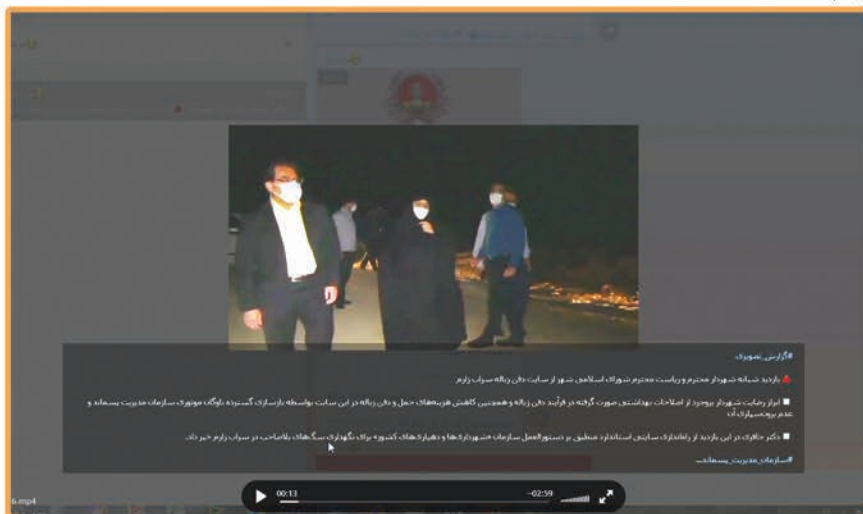 #گزارش_تصویری
بازدید شبانه شهردار محترم و ریاست محترم شورای اسلامی شهر از سایت دفن زباله سراب زارم
ابراز رضایت شهردار بروجرد از اصلاحات بهداشتی صورت گرفته در فرآیند دفن زباله و همچنین کاهش هزینه‌های حمل و دفن زباله در این سایت بواسطه بازسازی گسترده ناوگان موتوری سازمان مدیریت پسماند و
عدم برون‌سپاری آن
دکتر حافری در این بازدید از راه‌اندازی سایتی استاندارد منطبق بر دستورالعمل سازمان «شهرداری‌ها و دهیاری‌های کشور» برای نگهداری سگ‌های بلاصاحب در سراب زارم خبر داد.
#سازمان_مدیریت_پسماند...
00:13
-02:59
6.mp4